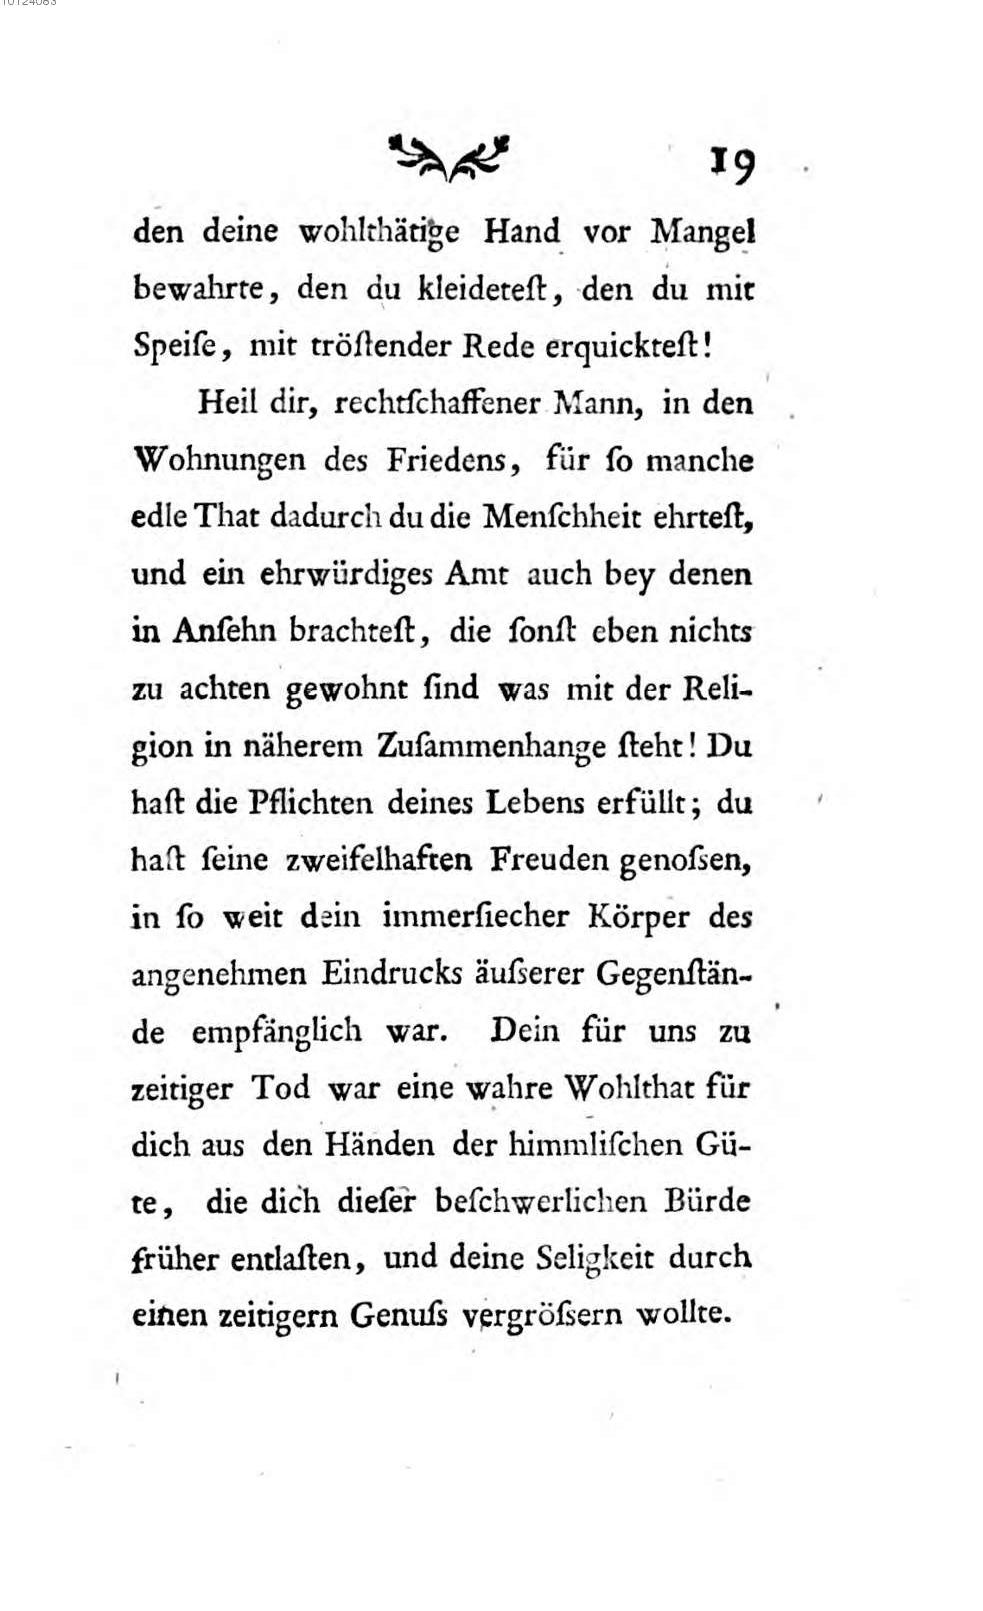 19
den deine wohlthätige Hand vor Mangel
bewahrte, den du kleideteſt, den du mit
Speiſe, mit tröſtender Rede erquickteſt!
Heil dir, rechtſchaffener Mann, in den
Wohnungen des Friedens, für ſo manche
edle That dadurch du die Menſchheit ehrteſt,
und ein ehrwürdiges Amt auch bey denen
in Anſehn brachteſt, die ſonſt eben nichts
zu achten gewohnt ſind was mit der Reli-
gion in näherem Zuſammenhange ſteht! Du
haſt die Pflichten deines Lebens erfüllt; du
haſt ſeine zweifelhaften Freuden genoſsen,
in ſo weit dein immerſiecher Körper des
angenehmen Eindrucks äuſserer Gegenſtän-
de empfänglich war. Dein für uns zu
zeitiger Tod war eine wahre Wohlthat für
dich aus den Händen der himmliſchen Gü-
te, die dich dieſer beſchwerlichen Bürde
früher entlaſten, und deine Seligkeit durch
einen zeitigern Genuſs vergröſsern wollte.